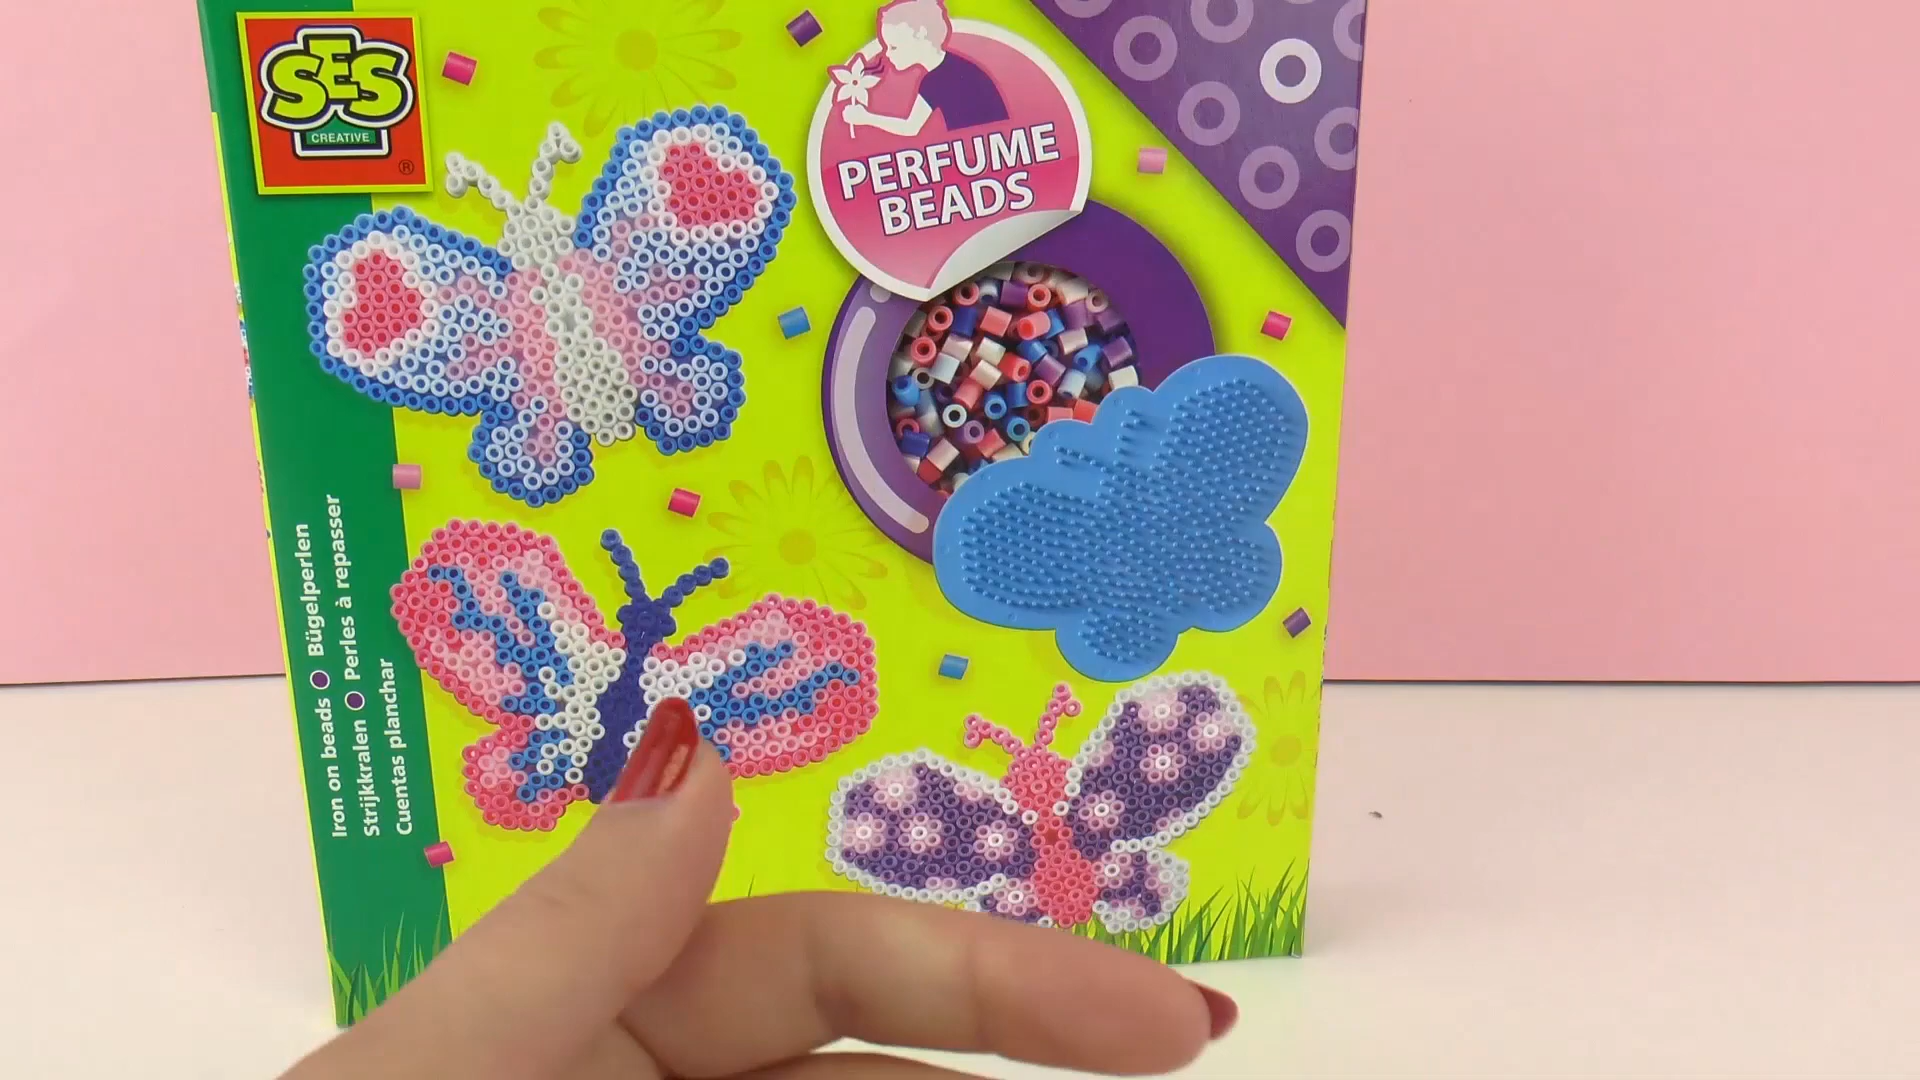 SES
CREATIVE
®
PERFUME
BEADS
Iron on beads Bügelperlen
Strijkkralen Perles à repasser
Cuentas planchar